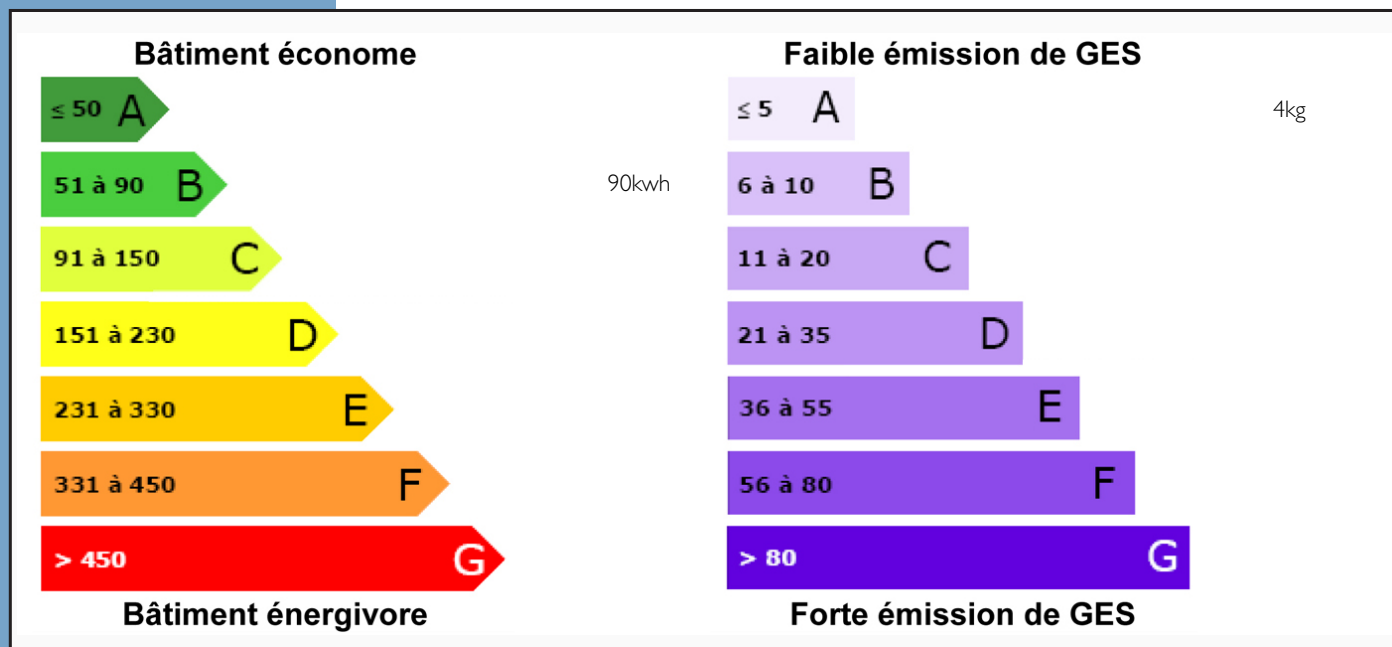 Bâtiment économe
≤ 50 A
51 à 90 B
90kwh
91 à 150 C
151 à 230 D
231 à 330 E
331 à 450 F
> 450 G
Bâtiment énergivore
Faible émission de GES
≤ 5 A
4kg
6 à 10 B
11 à 20 C
21 à 35 D
36 à 55 E
56 à 80 F
> 80 G
Forte émission de GES